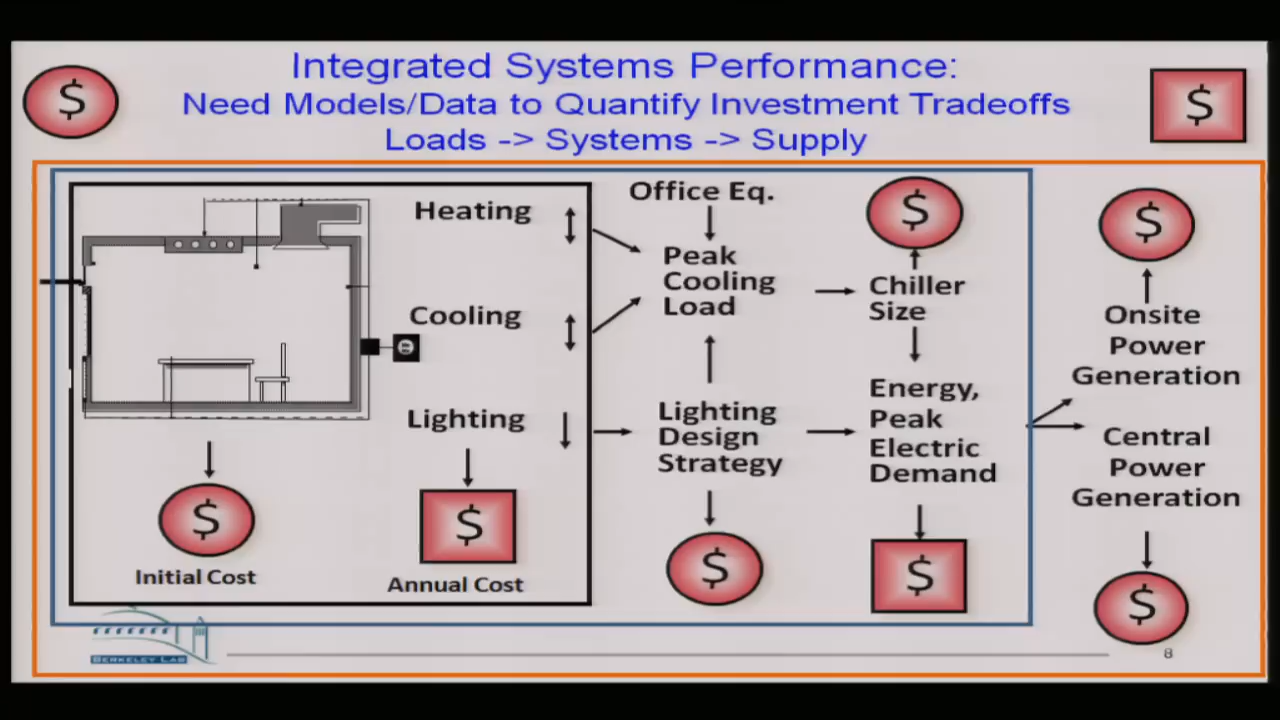 Integrated Systems Performance:
Need Models/Data to Quantify Investment Tradeoffs
Loads -> Systems -> Supply
$
$
Heating
Cooling
Lighting
$
Initial Cost
$
Annual Cost
Office Eq.
Peak
Cooling
Load
Lighting
Design
Strategy
$
$
Chiller
Size
Energy,
Peak
Electric
Demand
$
$
Onsite
Power
Generation
Central
Power
Generation
$
BERKELEY LAB
8